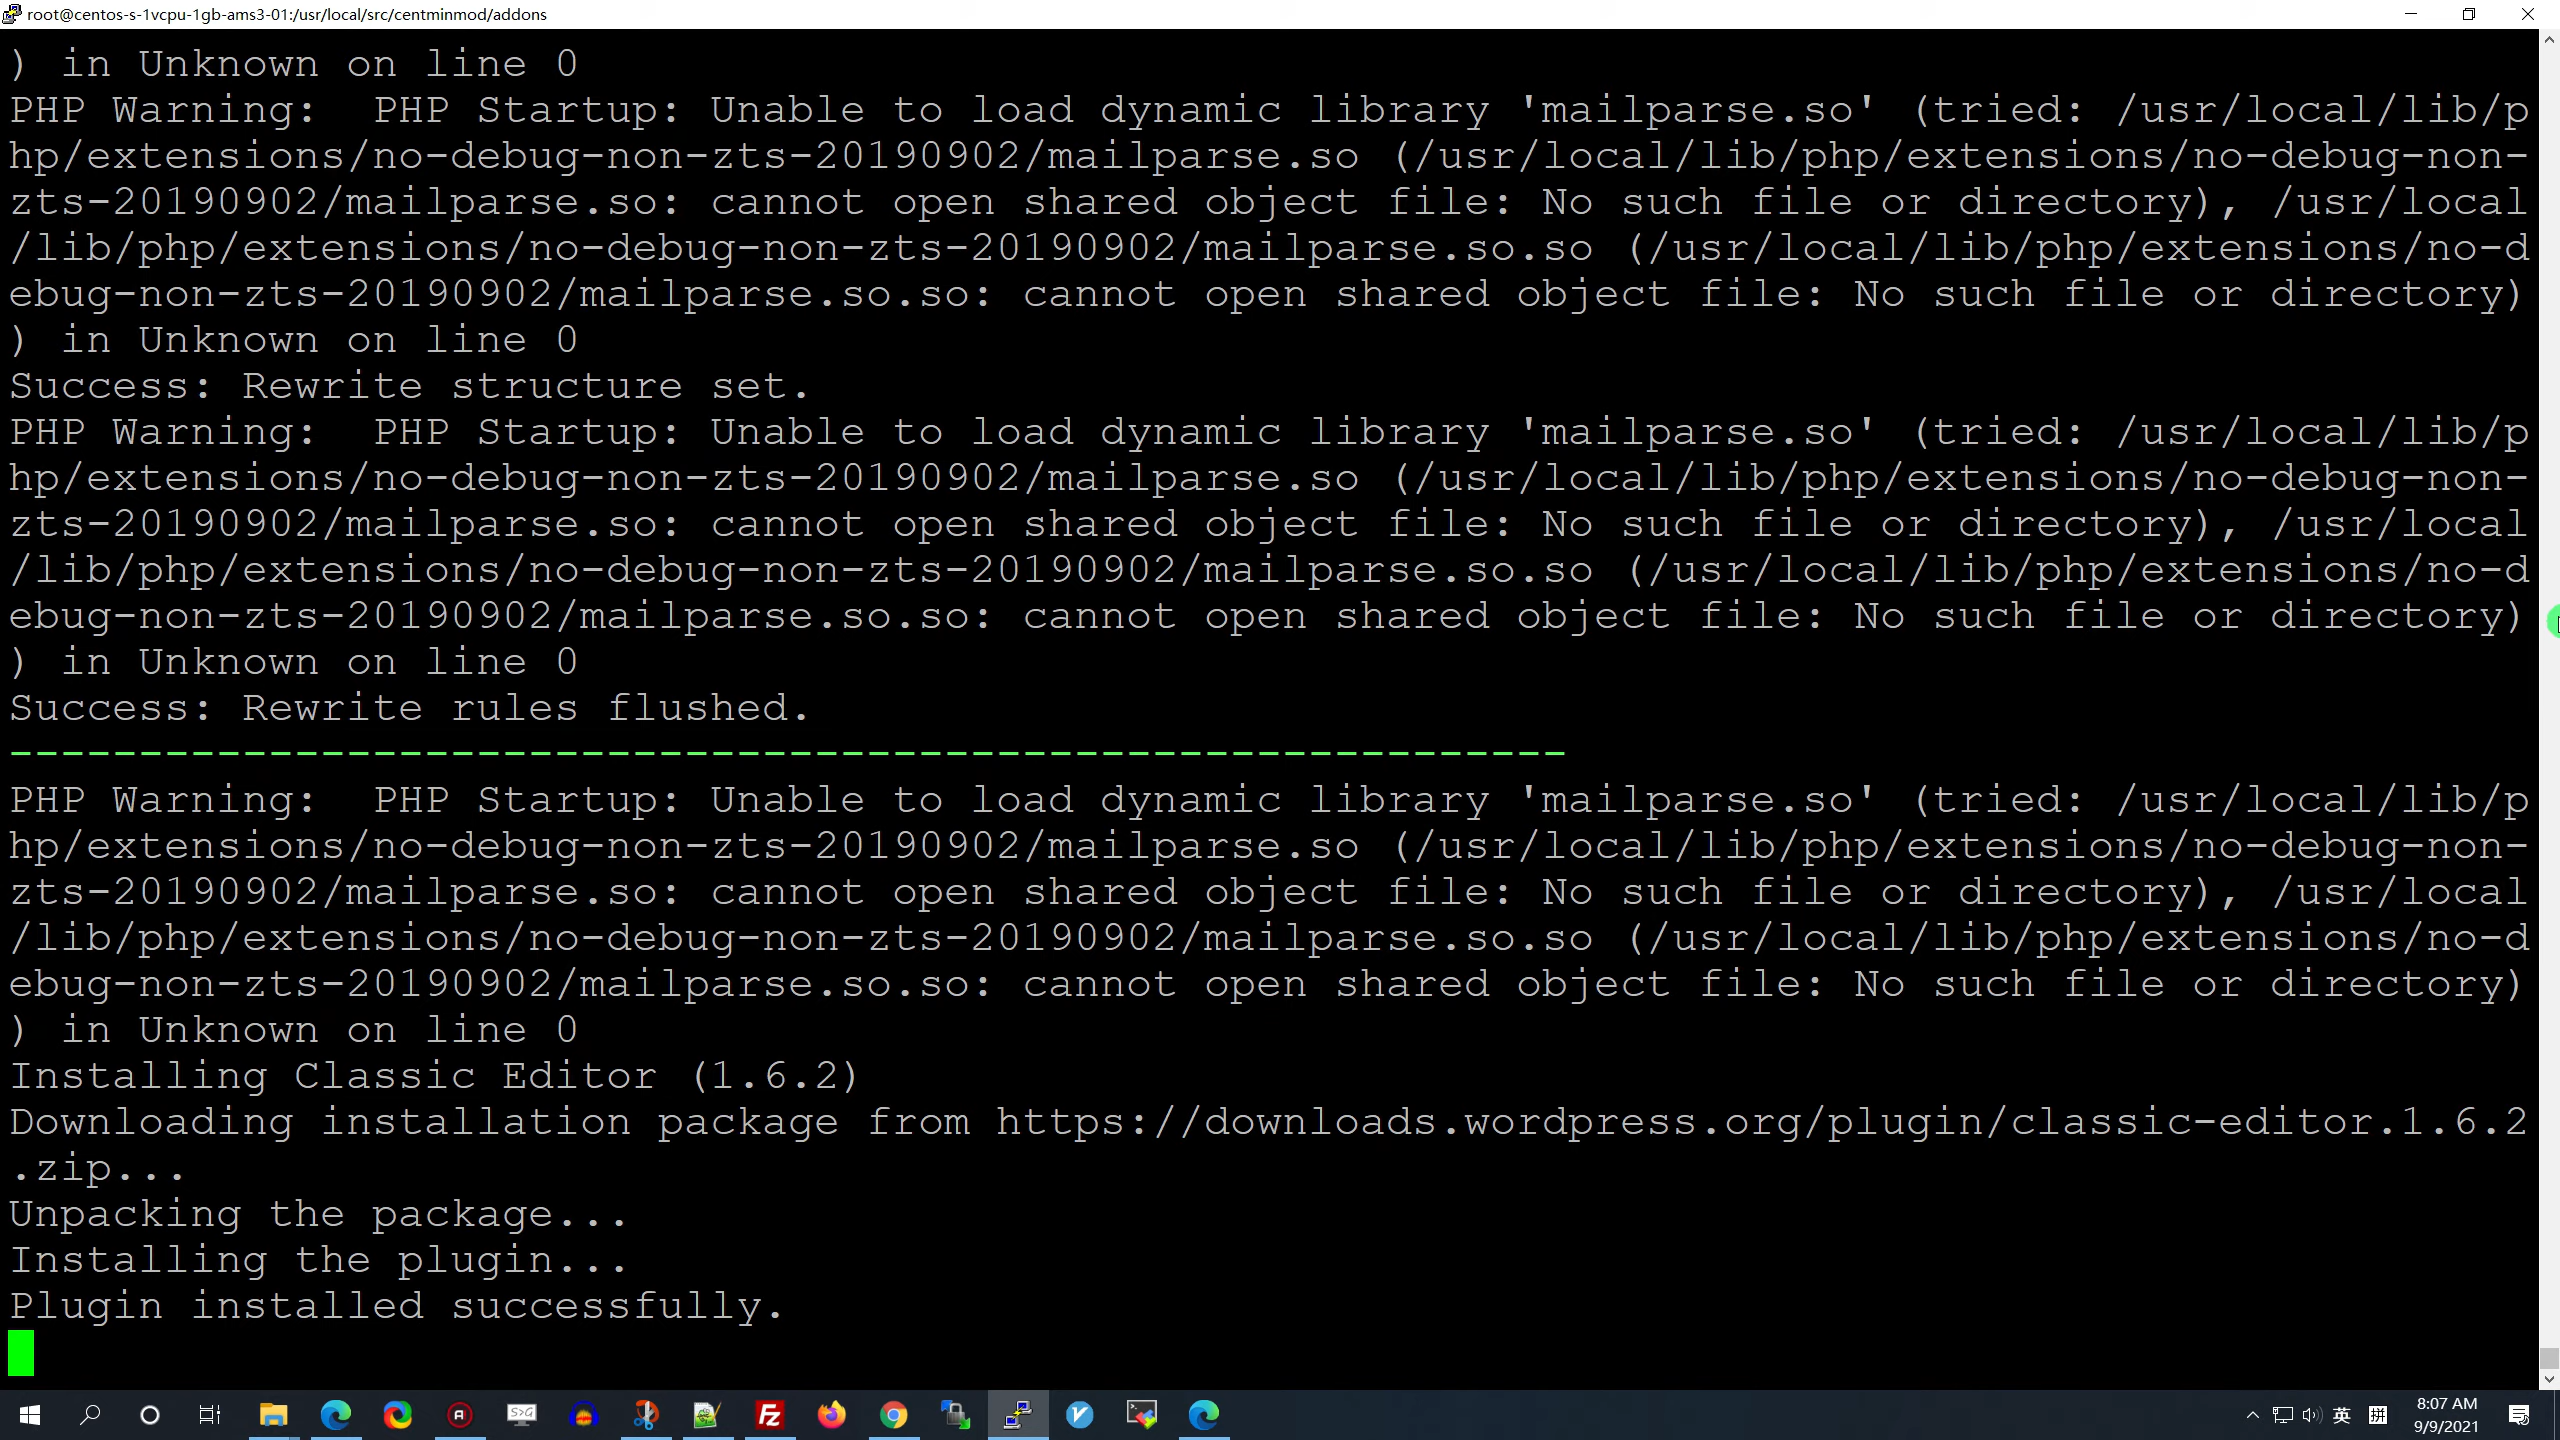 root@centos-s-1vcpu-1gb-ams3-01:/usr/local/src/centminmod/addons
) in Unknown on line 0
PHP Warning:  PHP Startup: Unable to load dynamic library 'mailparse.so' (tried: /usr/local/lib/p
hp/extensions/no-debug-non-zts-20190902/mailparse.so (/usr/local/lib/php/extensions/no-debug-non-
zts-20190902/mailparse.so: cannot open shared object file: No such file or directory), /usr/local
/lib/php/extensions/no-debug-non-zts-20190902/mailparse.so.so (/usr/local/lib/php/extensions/no-d
ebug-non-zts-20190902/mailparse.so.so: cannot open shared object file: No such file or directory)
) in Unknown on line 0
Success: Rewrite structure set.
PHP Warning:  PHP Startup: Unable to load dynamic library 'mailparse.so' (tried: /usr/local/lib/p
hp/extensions/no-debug-non-zts-20190902/mailparse.so (/usr/local/lib/php/extensions/no-debug-non-
zts-20190902/mailparse.so: cannot open shared object file: No such file or directory), /usr/local
/lib/php/extensions/no-debug-non-zts-20190902/mailparse.so.so (/usr/local/lib/php/extensions/no-d
ebug-non-zts-20190902/mailparse.so.so: cannot open shared object file: No such file or directory)
) in Unknown on line 0
Success: Rewrite rules flushed.
------------------------------------------------------------
PHP Warning:  PHP Startup: Unable to load dynamic library 'mailparse.so' (tried: /usr/local/lib/p
hp/extensions/no-debug-non-zts-20190902/mailparse.so (/usr/local/lib/php/extensions/no-debug-non-
zts-20190902/mailparse.so: cannot open shared object file: No such file or directory), /usr/local
/lib/php/extensions/no-debug-non-zts-20190902/mailparse.so.so (/usr/local/lib/php/extensions/no-d
ebug-non-zts-20190902/mailparse.so.so: cannot open shared object file: No such file or directory)
) in Unknown on line 0
Installing Classic Editor (1.6.2)
Downloading installation package from https://downloads.wordpress.org/plugin/classic-editor.1.6.2
.zip...
Unpacking the package...
Installing the plugin...
Plugin installed successfully.
S>G
Fz
英 拼
8:07 AM
9/9/2021